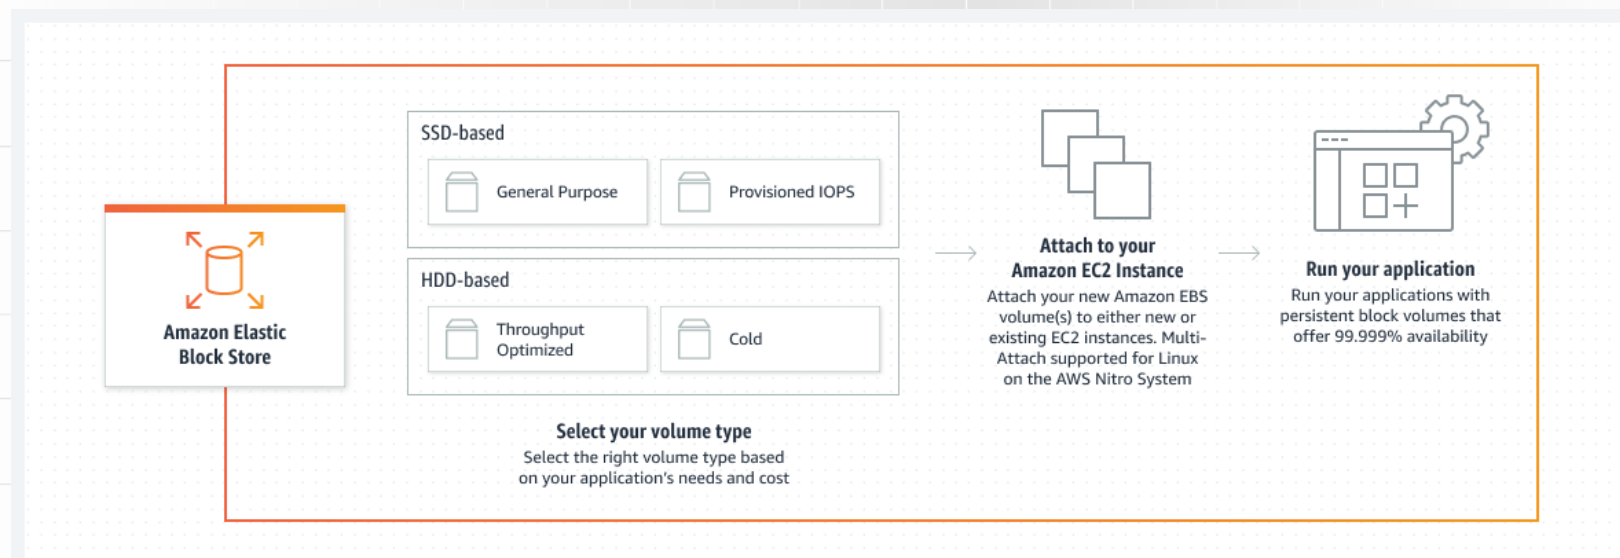 Amazon Elastic
Block Store
SSD-based
General Purpose
Provisioned IOPS
HDD-based
Throughput
Optimized
Cold
Select your volume type
Select the right volume type based
on your application's needs and cost
Attach to your
Amazon EC2 Instance
Attach your new Amazon EBS
volume(s) to either new or
existing EC2 instances. Multi-
Attach supported for Linux
on the AWS Nitro System
Run your application
Run your applications with
persistent block volumes that
offer 99.999% availability